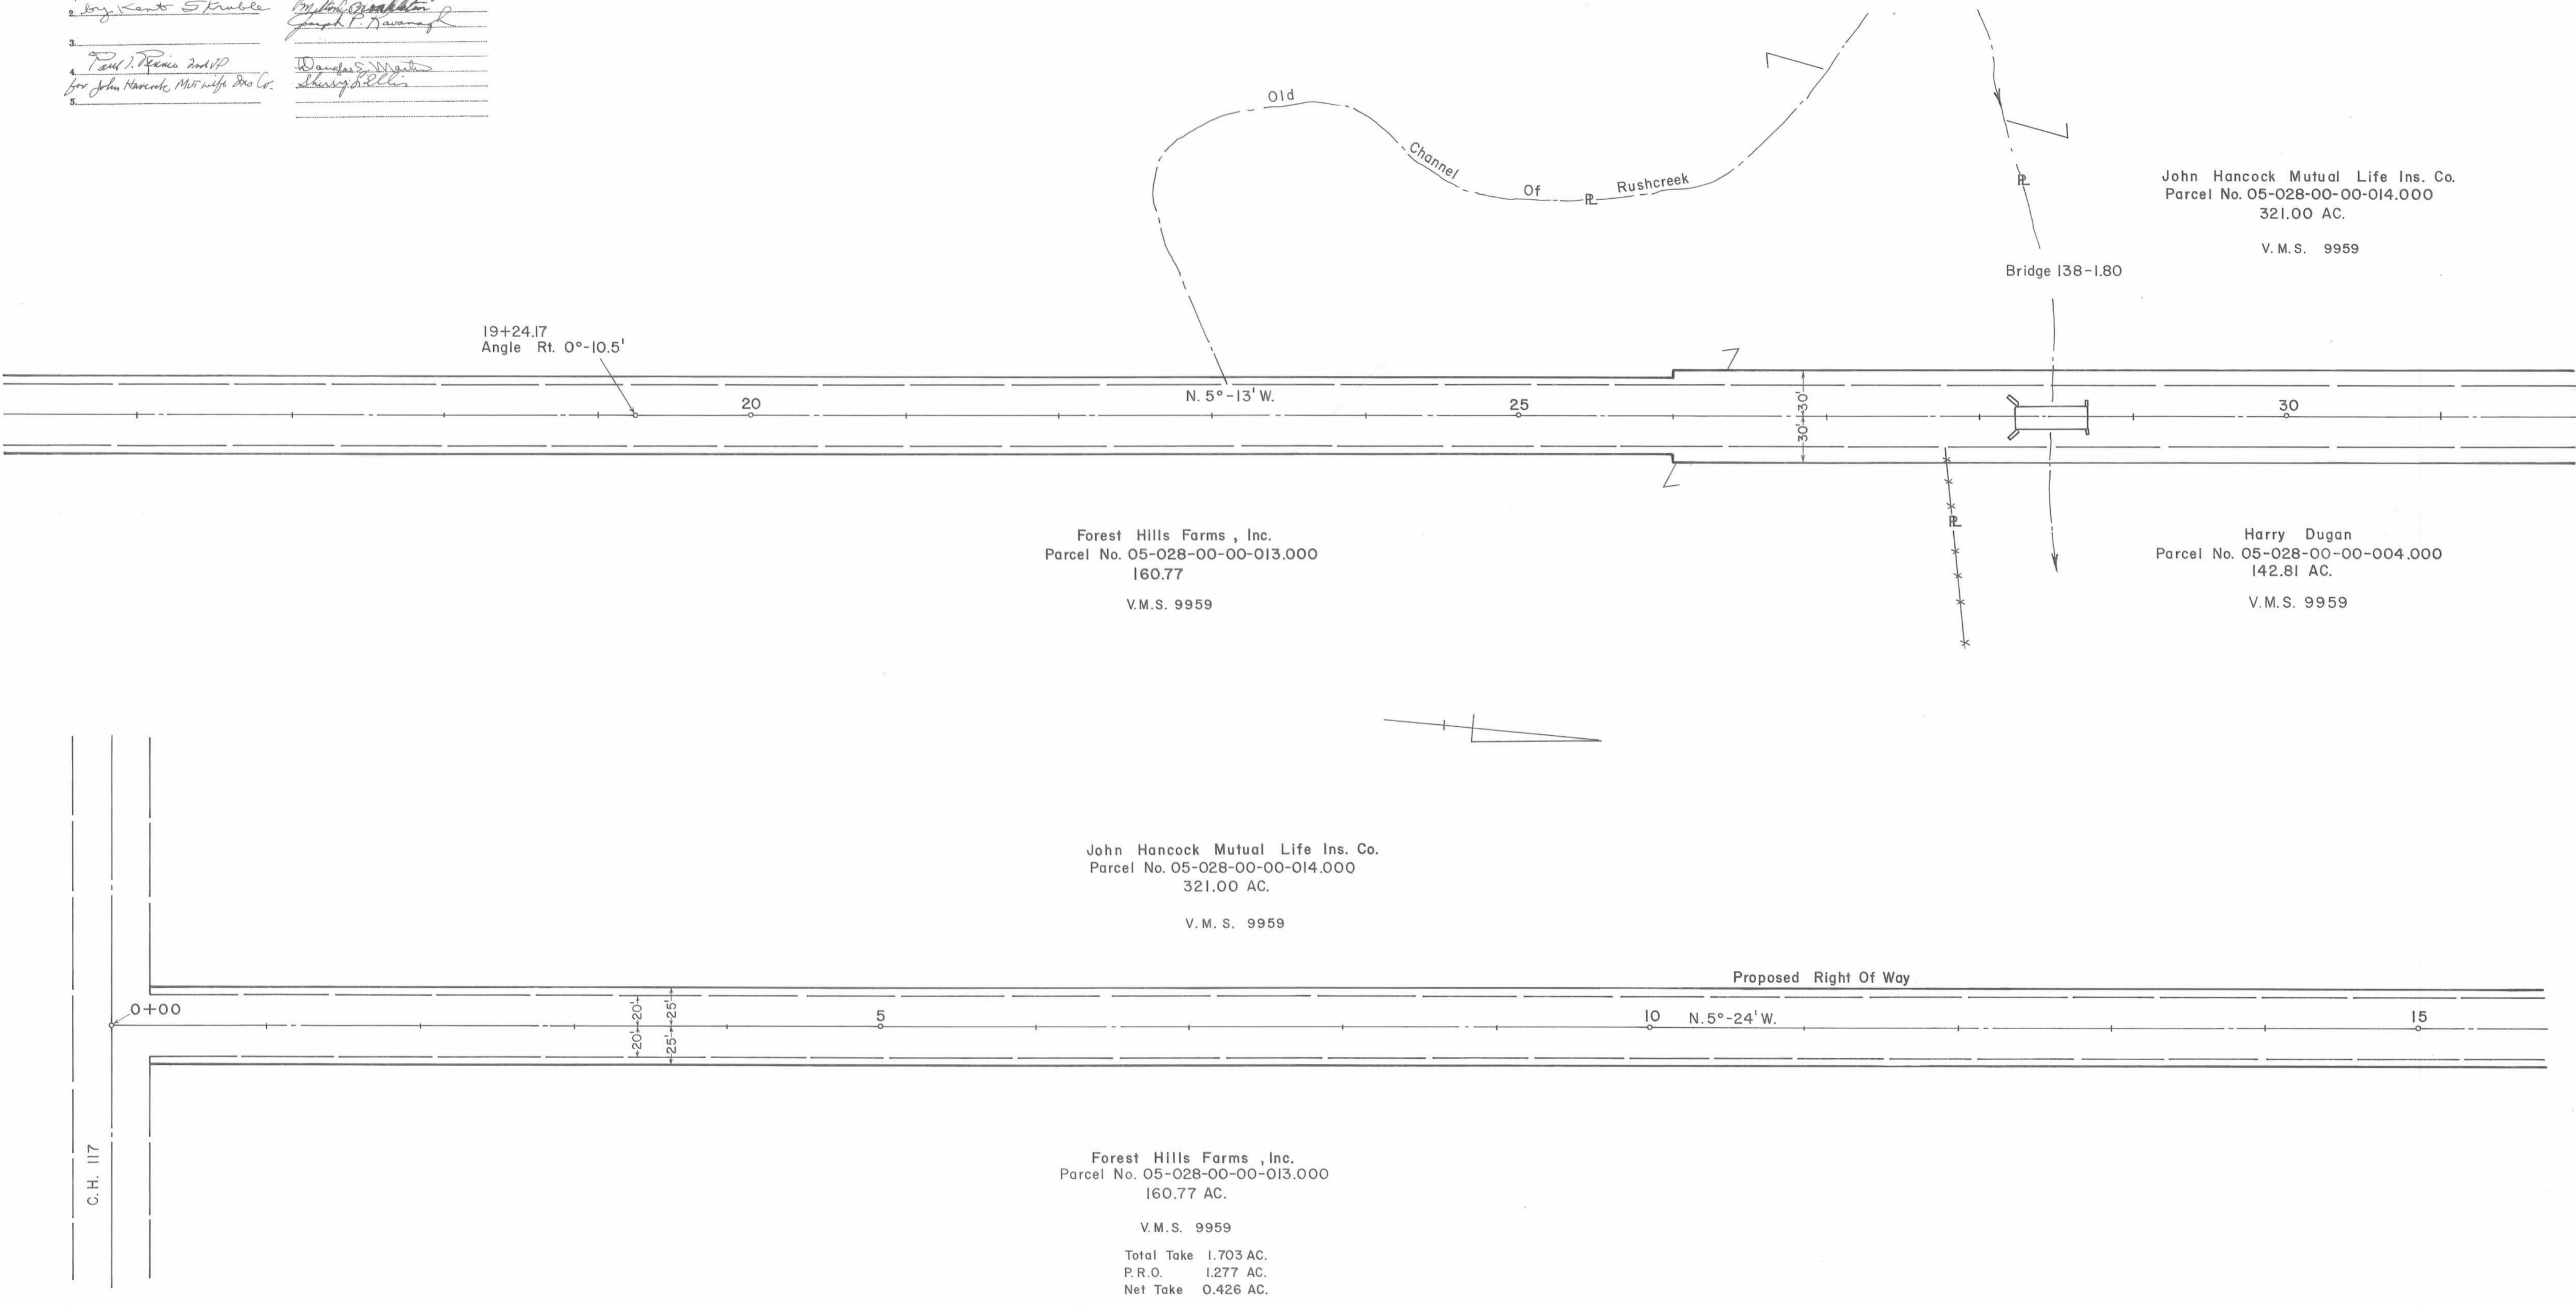 2. by Kent Struble
Joseph P. Kavanagh
3.
4. Paul 2nd VP
for John Hancock Mut Life Ins Co.
Douglas S. Martin
Sherry L. Ellis
5.
Old Channel Of PL Rushcreek
PL
John Hancock Mutual Life Ins. Co.
Parcel No. 05-028-00-00-014.000
321.00 AC.
V.M.S. 9959
Bridge 138-1.80
19+24.17
Angle Rt. 0°-10.5'
20
N. 5°-13' W.
25
30'
30'
30
PL
Forest Hills Farms, Inc.
Parcel No. 05-028-00-00-013.000
160.77
V.M.S. 9959
Harry Dugan
Parcel No. 05-028-00-00-004.000
142.81 AC.
V.M.S. 9959
John Hancock Mutual Life Ins. Co.
Parcel No. 05-028-00-00-014.000
321.00 AC.
V.M.S. 9959
Proposed Right Of Way
0+00
20'
20'
25'
25'
5
10
N. 5°-24' W.
15
C.H. 117
Forest Hills Farms, Inc.
Parcel No. 05-028-00-00-013.000
160.77 AC.
V.M.S. 9959
Total Take 1.703 AC.
P.R.O. 1.277 AC.
Net Take 0.426 AC.